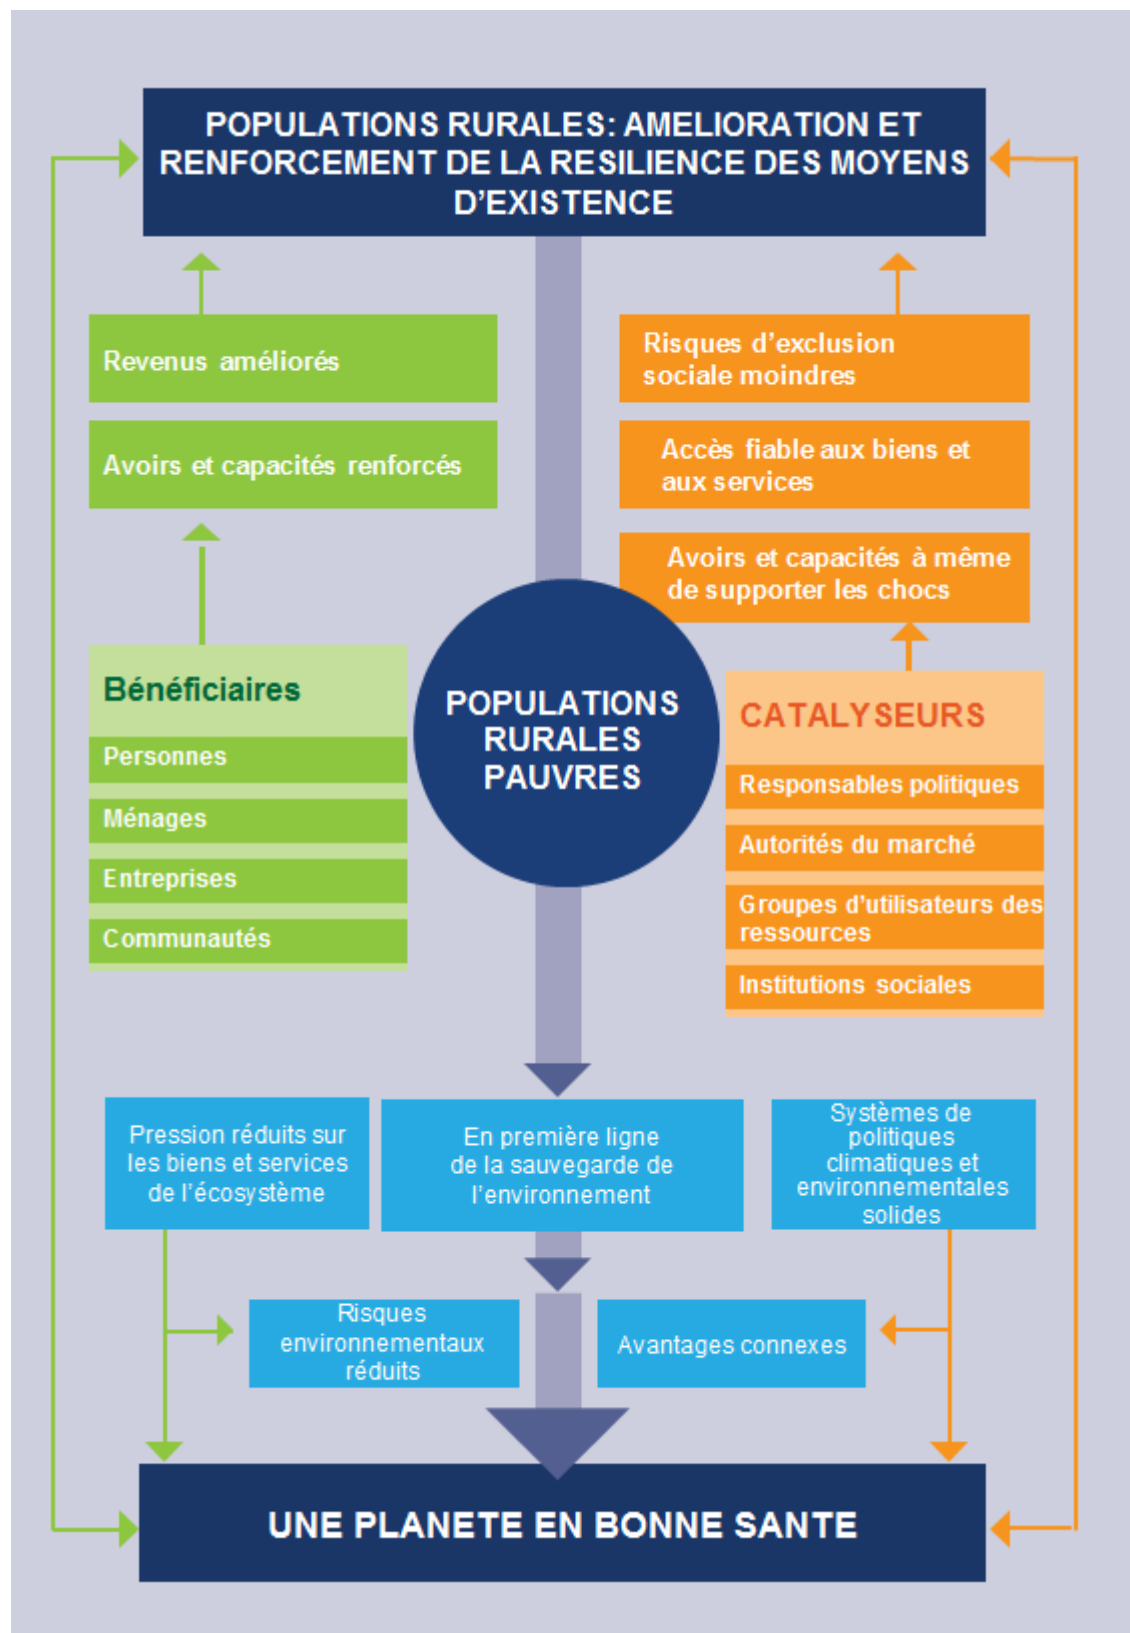 POPULATIONS RURALES: AMELIORATION ET
RENFORCEMENT DE LA RESILIENCE DES MOYENS
D’EXISTENCE
Revenus améliorés
Avoirs et capacités renforcés
Risques d’exclusion
sociale moindres
Accès fiable aux biens et
aux services
Avoirs et capacités à même
de supporter les chocs
Bénéficiaires
Personnes
Ménages
Entreprises
Communautés
POPULATIONS
RURALES
PAUVRES
CATALYSEURS
Responsables politiques
Autorités du marché
Groupes d’utilisateurs des
ressources
Institutions sociales
Pression réduits sur
les biens et services
de l’écosystème
En première ligne
de la sauvegarde de
l’environnement
Systèmes de
politiques
climatiques et
environnementales
solides
Risques
environnementaux
réduits
Avantages connexes
UNE PLANETE EN BONNE SANTE